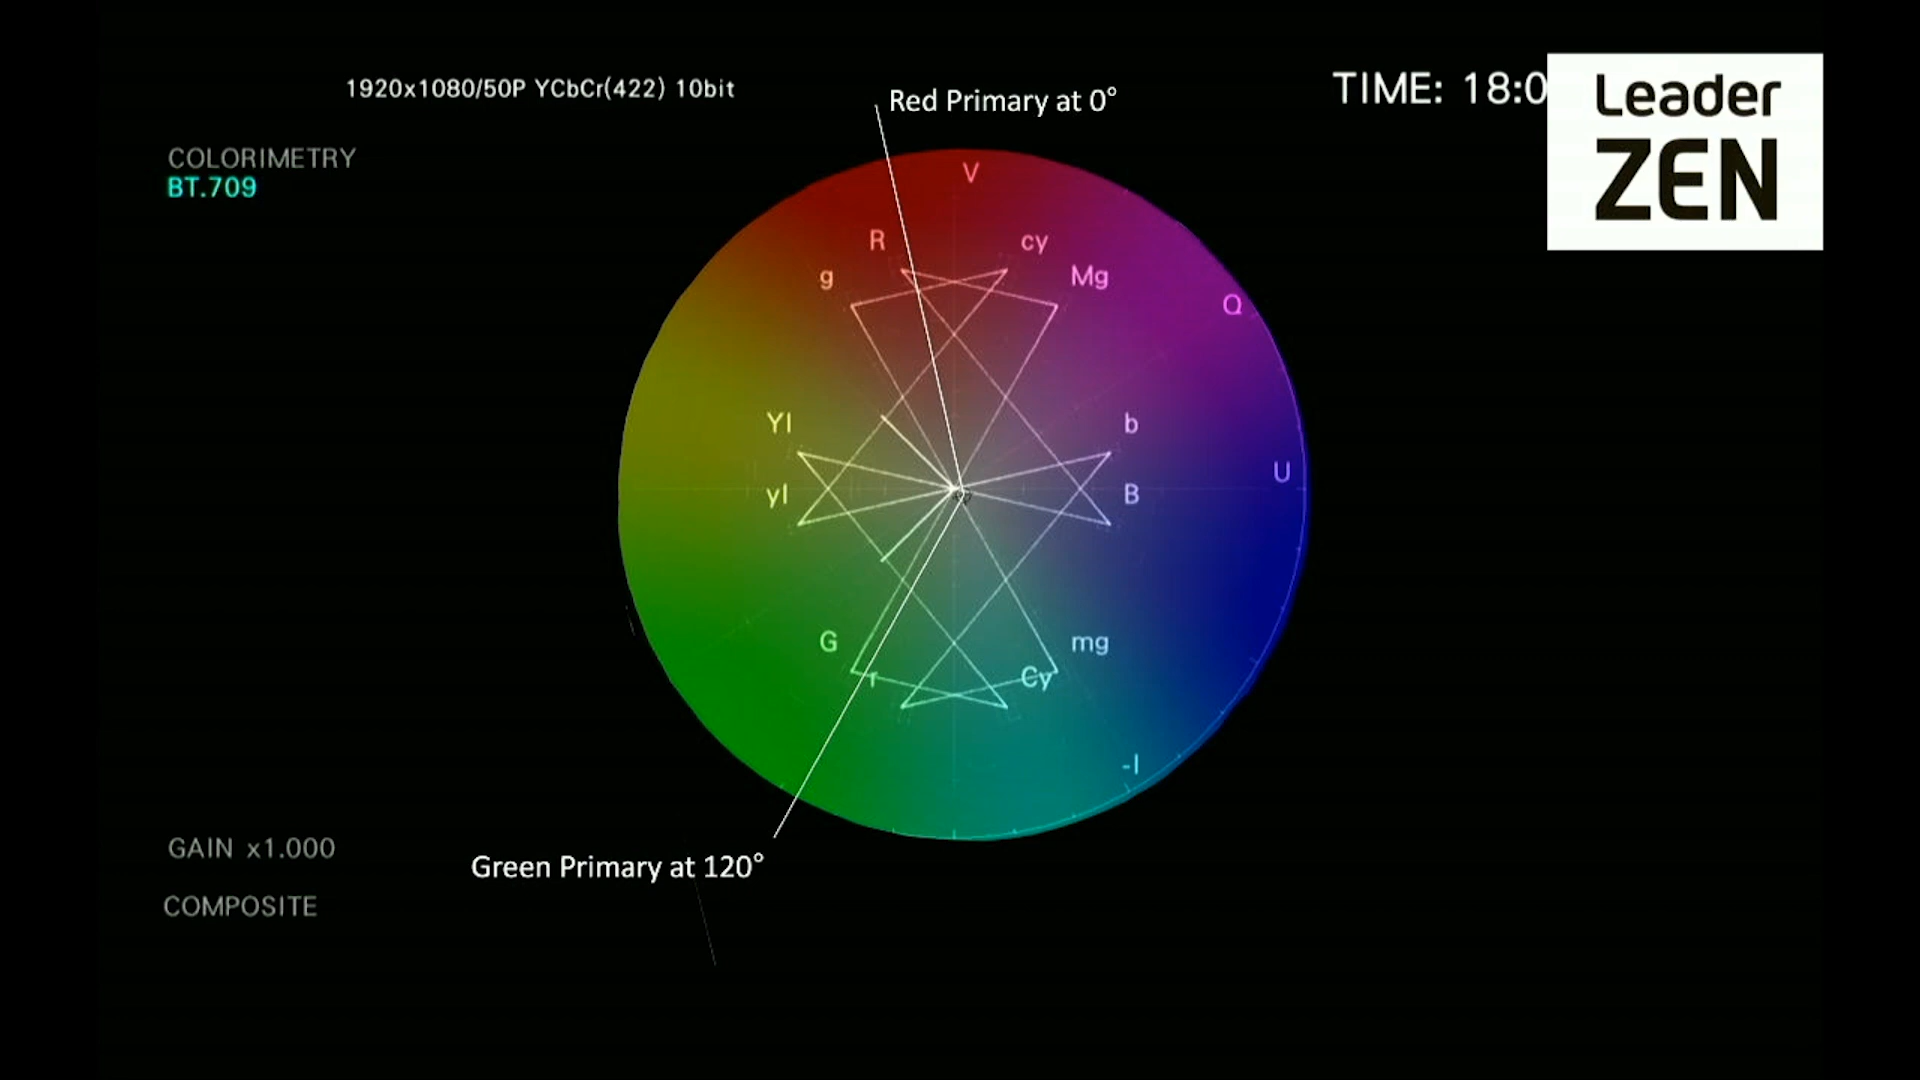 1920x1080/50P YCbCr(422) 10bit
Red Primary at 0°
TIME: 18:0
Leader
ZEN
COLORIMETRY
BT.709
V
R
cy
g
Mg
Q
Yl
b
U
yl
B
G
mg
r
Cy
-I
GAIN x1.000
Green Primary at 120°
COMPOSITE